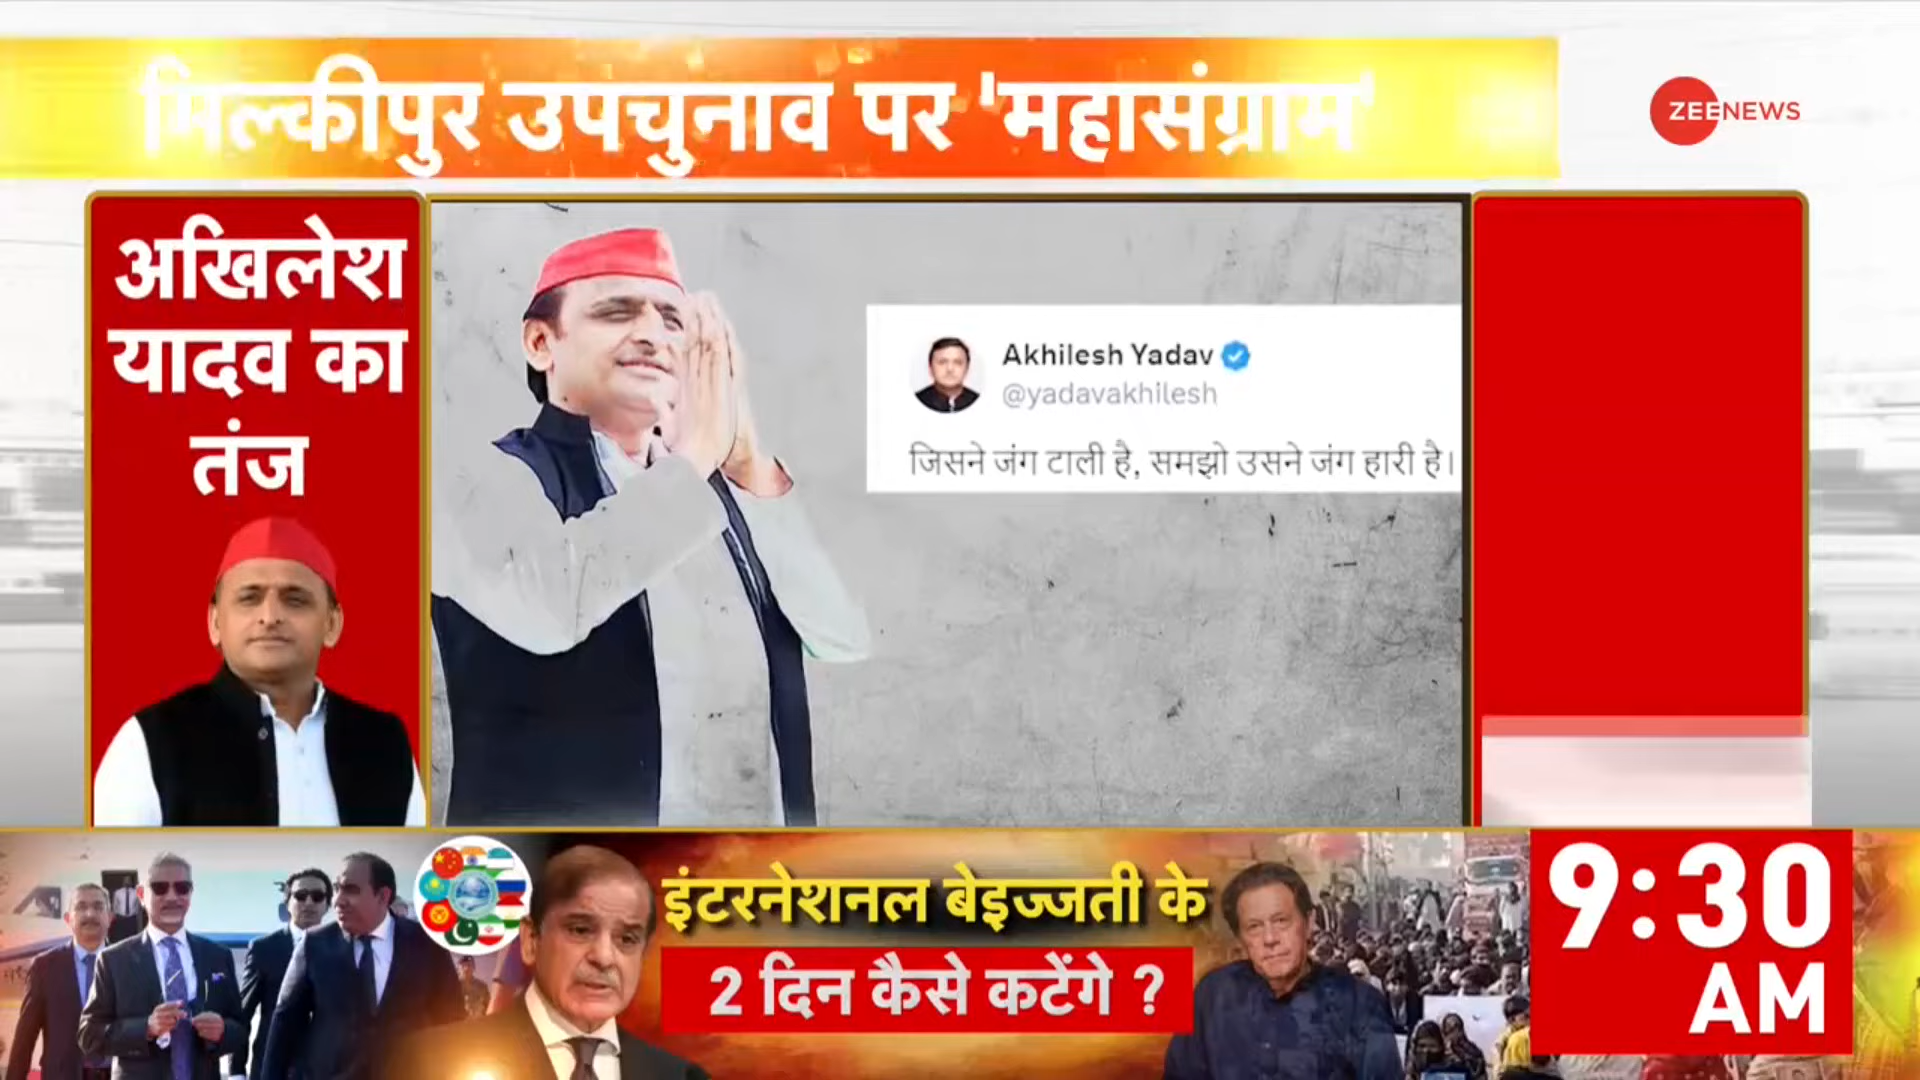 मिल्कीपुर उपचुनाव पर 'महासंग्राम'
ZEENEWS
अखिलेश
यादव का
तंज
Akhilesh Yadav
@yadavakhilesh
जिसने जंग टाली है, समझो उसने जंग हारी है।
इंटरनेशनल बेइज्जती के
2 दिन कैसे कटेंगे ?
9:30
AM